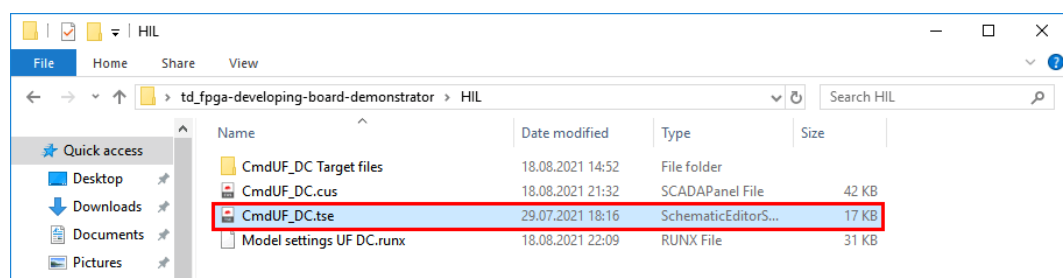 HIL
File Home Share View
td_fpga-developing-board-demonstrator > HIL Search HIL
Name Date modified Type Size
Quick access
CmdUF_DC Target files 18.08.2021 14:52 File folder
Desktop
CmdUF_DC.cus 18.08.2021 21:32 SCADAPanel File 42 KB
Downloads
CmdUF_DC.tse 29.07.2021 18:16 SchematicEditorS... 17 KB
Documents
Model settings UF DC.runx 18.08.2021 22:09 RUNX File 31 KB
Pictures